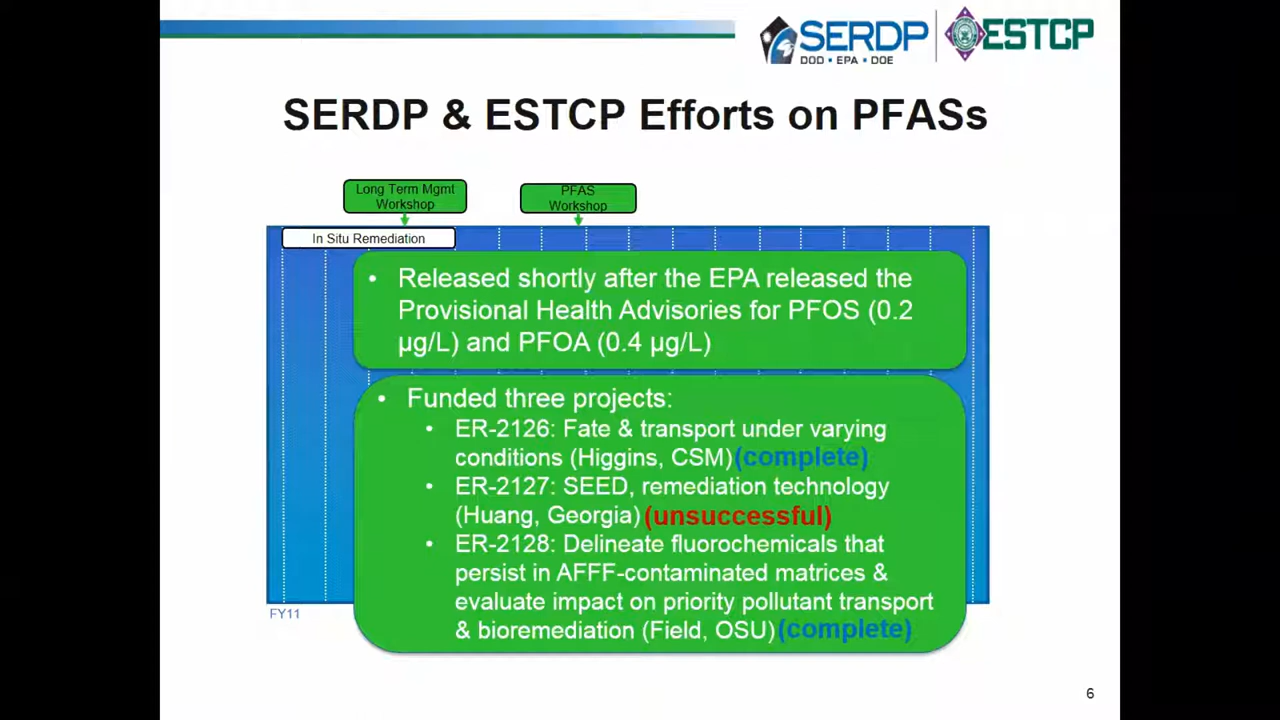 SERDP
DOD • EPA • DOE
ESTCP
SERDP & ESTCP Efforts on PFASs
Long Term Mgmt
Workshop
PFAS
Workshop
In Situ Remediation
• Released shortly after the EPA released the
Provisional Health Advisories for PFOS (0.2
µg/L) and PFOA (0.4 µg/L)
• Funded three projects:
• ER-2126: Fate & transport under varying
conditions (Higgins, CSM)(complete)
• ER-2127: SEED, remediation technology
(Huang, Georgia)(unsuccessful)
• ER-2128: Delineate fluorochemicals that
persist in AFFF-contaminated matrices &
evaluate impact on priority pollutant transport
& bioremediation (Field, OSU)(complete)
FY11
6